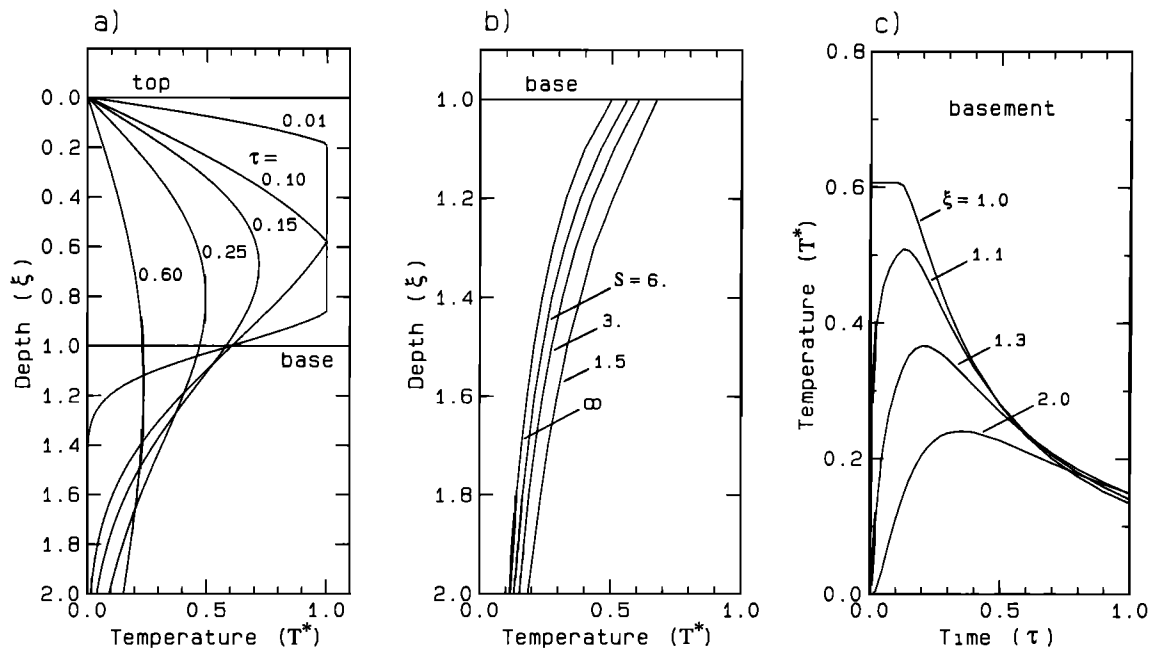 a)
top
0.0
0.2
0.4
0.6
0.8
1.0
1.2
1.4
1.6
1.8
2.0
Depth (ξ)
0.01
τ=
0.10
0.15
0.25
0.60
base
0.0
0.5
1.0
Temperature (T*)
b)
base
1.0
1.2
1.4
1.6
1.8
2.0
Depth (ξ)
S=6.
3.
1.5
∞
0.0
0.5
1.0
Temperature (T*)
c)
basement
0.8
0.6
0.4
0.2
0.0
Temperature (T*)
ξ=1.0
1.1
1.3
2.0
0.0
0.5
1.0
Time (τ)